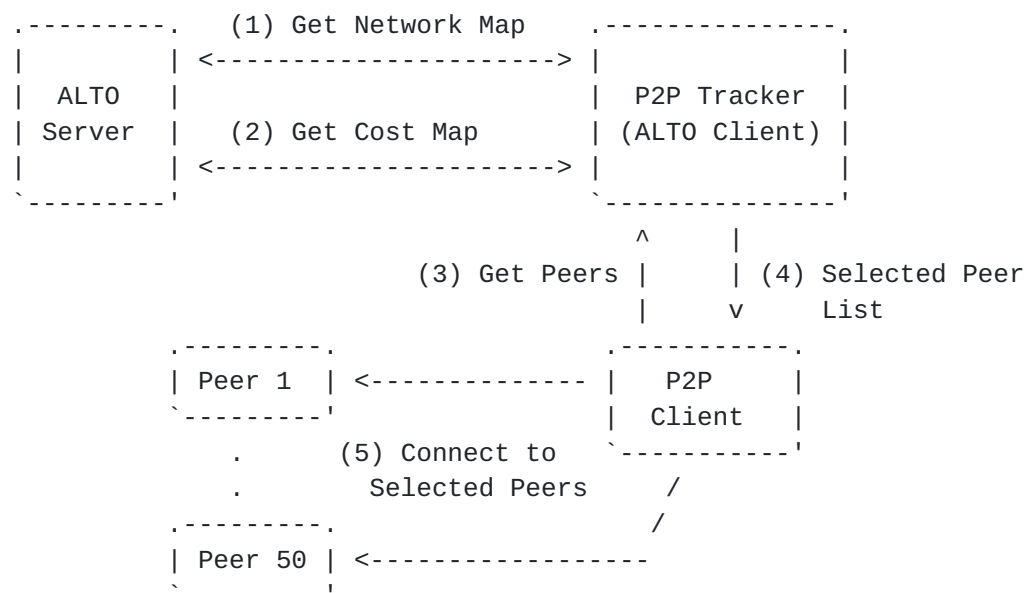 .---------.   (1) Get Network Map    .---------------.
|         | <----------------------> |               |
|  ALTO   |                          |  P2P Tracker  |
| Server  |   (2) Get Cost Map       | (ALTO Client) |
|         | <----------------------> |               |
`---------'                          `---------------'
                                        ^     |
                          (3) Get Peers |     | (4) Selected Peer
                                        |     v     List
          .---------.                 .-----------.
          | Peer 1  | <-------------- |   P2P     |
          `---------'                 |  Client   |
              .      (5) Connect to   `-----------'
              .        Selected Peers     /
          .---------.                    /
          | Peer 50 | <------------------
          `         '